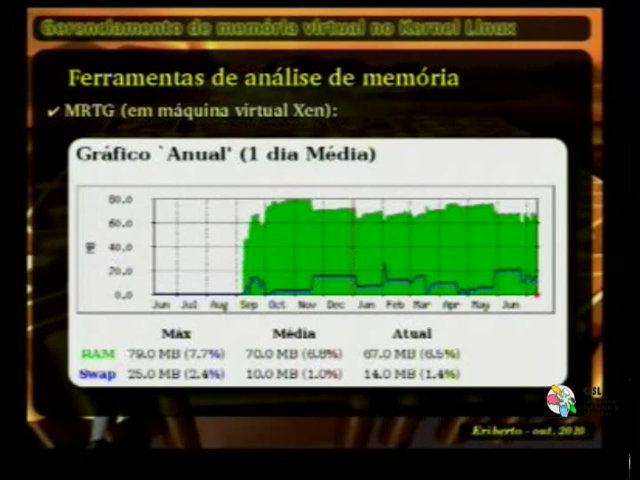 Gerenciamento de memória virtual no Kernel Linux
Ferramentas de análise de memória
✔ MRTG (em máquina virtual Xen):
Gráfico `Anual' (1 dia Média)
80.0
60.0
40.0
20.0
0.0
MB
Jun Jul Aug Sep Oct Nov Dec Jan Feb Mar Apr May Jun
Máx Média Atual
RAM 79.0 MB (7.7%) 70.0 MB (6.8%) 67.0 MB (6.5%)
Swap 25.0 MB (2.4%) 10.0 MB (1.0%) 14.0 MB (1.4%)
Eriberto - out. 2010